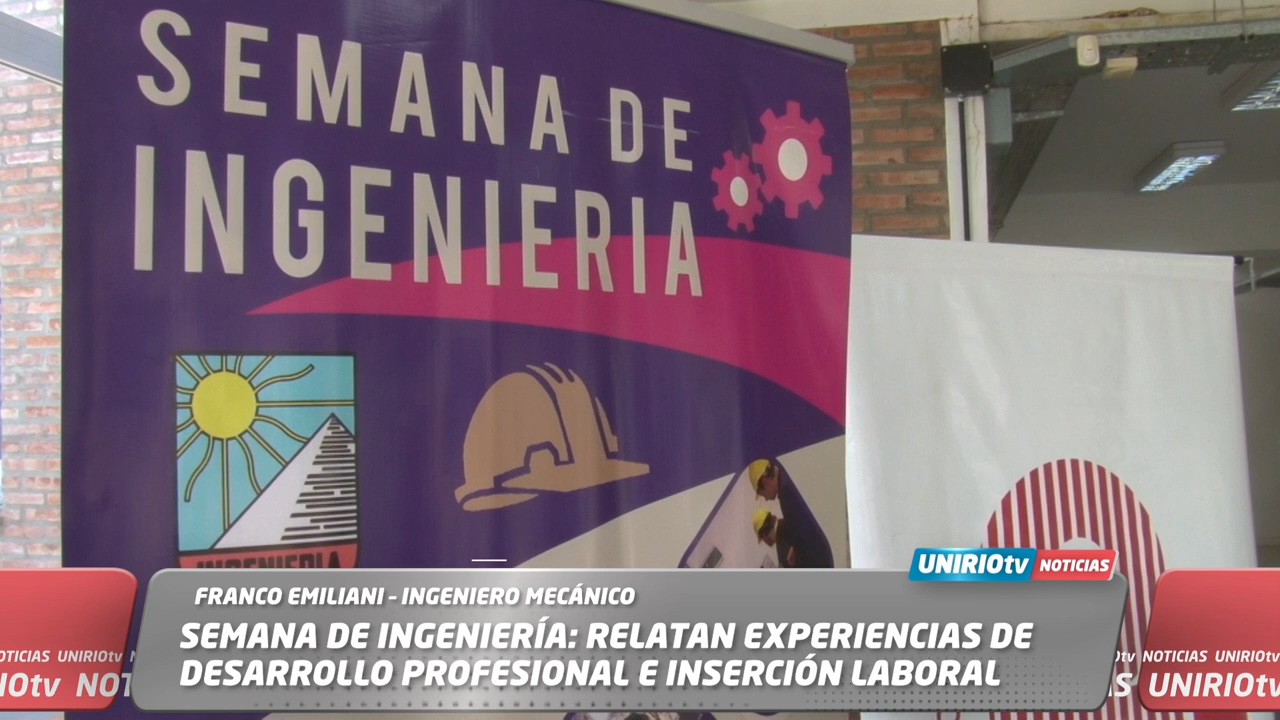 SEMANA DE
INGENIERIA
INGENIERIA
UNIRIOtv NOTICIAS
FRANCO EMILIANI - INGENIERO MECÁNICO
SEMANA DE INGENIERÍA: RELATAN EXPERIENCIAS DE
DESARROLLO PROFESIONAL E INSERCIÓN LABORAL
NOTICIAS UNIRIOtv
UNIRIOtv